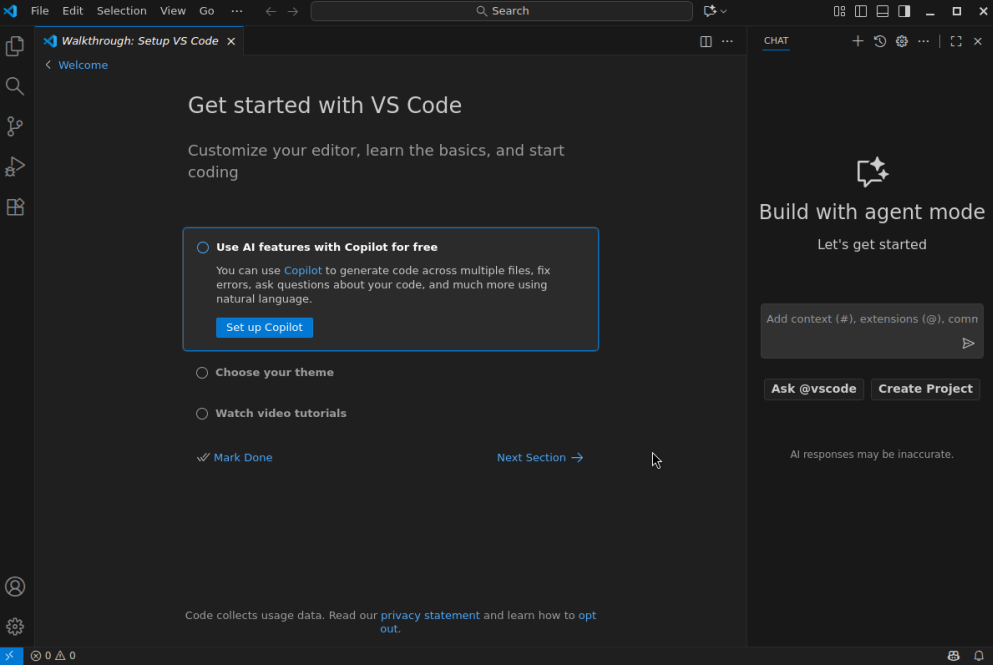 File Edit Selection View Go ··· Search
Walkthrough: Setup VS Code
CHAT
Welcome
Get started with VS Code
Customize your editor, learn the basics, and start
coding
Use AI features with Copilot for free
You can use Copilot to generate code across multiple files, fix
errors, ask questions about your code, and much more using
natural language.
Set up Copilot
Choose your theme
Watch video tutorials
Mark Done
Next Section
Code collects usage data. Read our privacy statement and learn how to opt
out.
Build with agent mode
Let's get started
Add context (#), extensions (@), comm
Ask @vscode
Create Project
AI responses may be inaccurate.
0 0